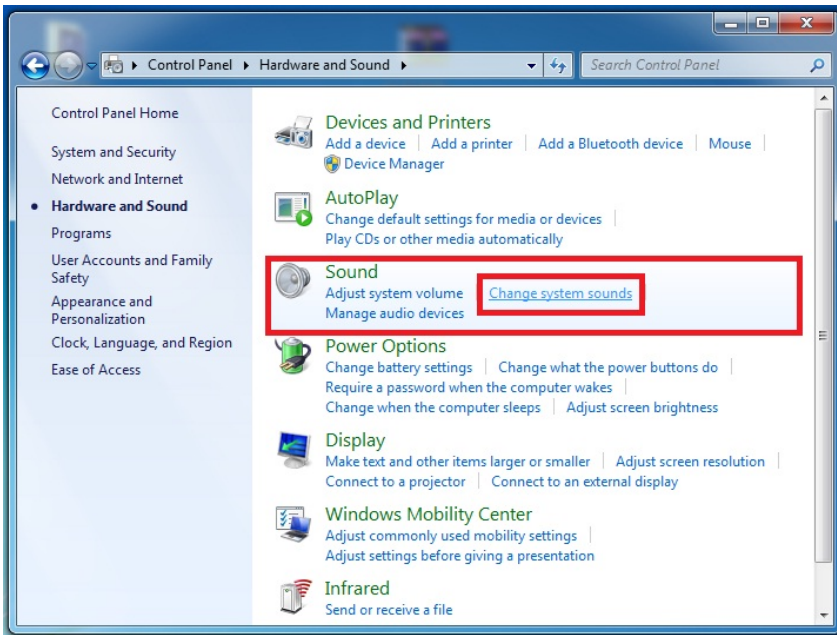 Control Panel Hardware and Sound Search Control Panel
Control Panel Home
System and Security
Network and Internet
Hardware and Sound
Programs
User Accounts and Family
Safety
Appearance and
Personalization
Clock, Language, and Region
Ease of Access
Devices and Printers
Add a device Add a printer Add a Bluetooth device Mouse
Device Manager
AutoPlay
Change default settings for media or devices
Play CDs or other media automatically
Sound
Adjust system volume Change system sounds
Manage audio devices
Power Options
Change battery settings Change what the power buttons do
Require a password when the computer wakes
Change when the computer sleeps Adjust screen brightness
Display
Make text and other items larger or smaller Adjust screen resolution
Connect to a projector Connect to an external display
Windows Mobility Center
Adjust commonly used mobility settings
Adjust settings before giving a presentation
Infrared
Send or receive a file